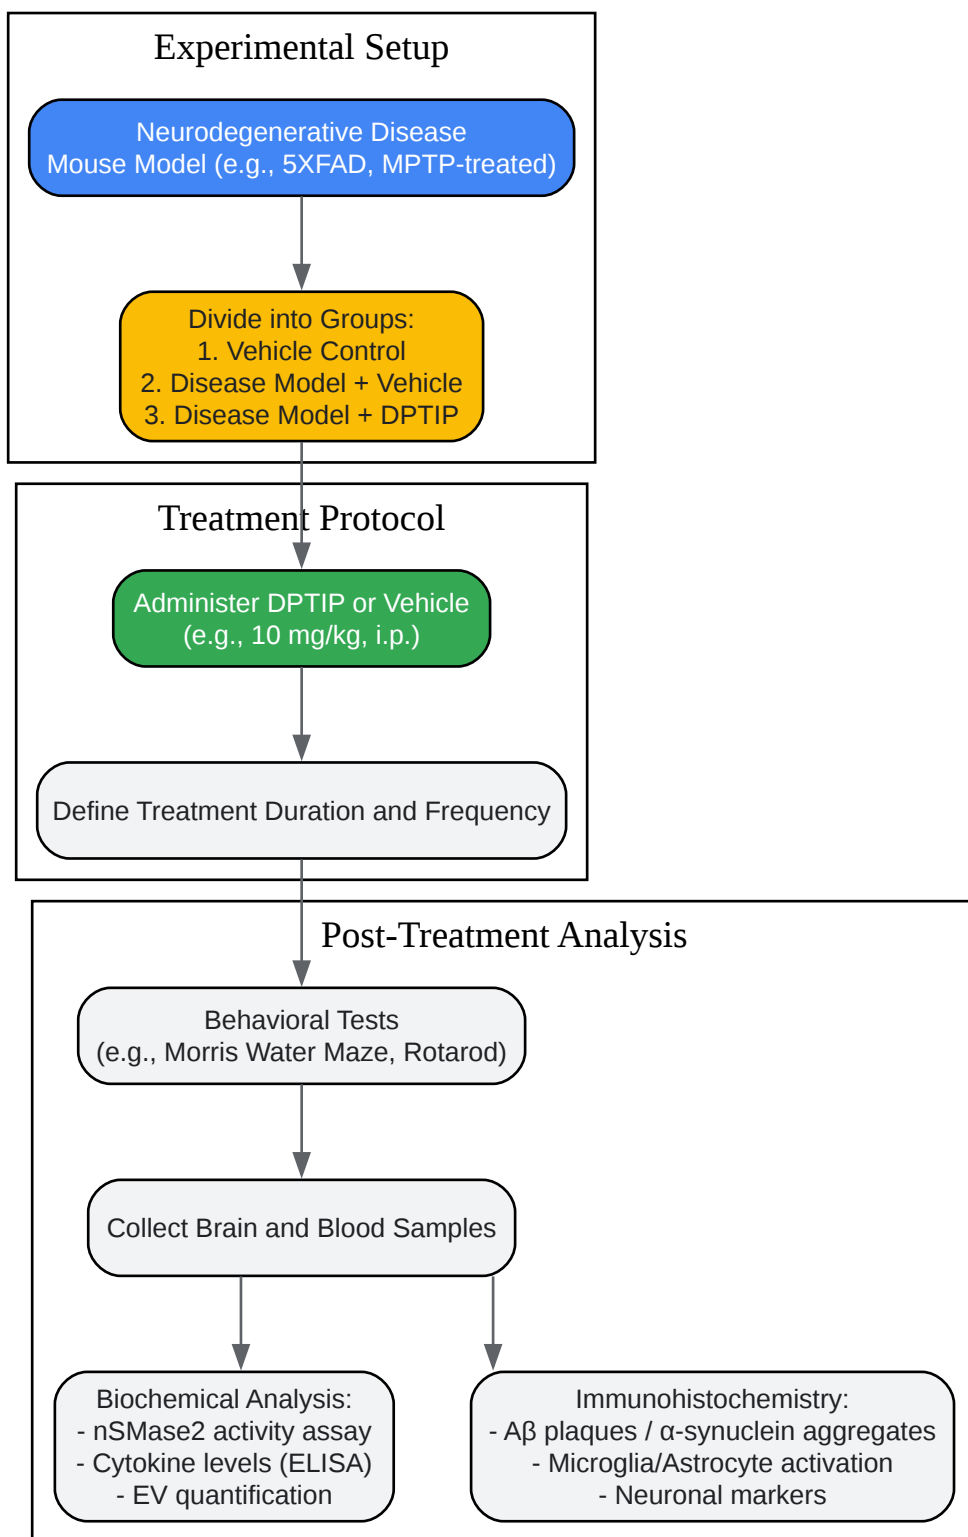 Experimental Setup
Neurodegenerative Disease
Mouse Model (e.g., 5XFAD, MPTP-treated)
Divide into Groups:
1. Vehicle Control
2. Disease Model + Vehicle
3. Disease Model + DPTIP
Treatment Protocol
Administer DPTIP or Vehicle
(e.g., 10 mg/kg, i.p.)
Define Treatment Duration and Frequency
Post-Treatment Analysis
Behavioral Tests
(e.g., Morris Water Maze, Rotarod)
Collect Brain and Blood Samples
Biochemical Analysis:
- nSMase2 activity assay
- Cytokine levels (ELISA)
- EV quantification
Immunohistochemistry:
- Aβ plaques / α-synuclein aggregates
- Microglia/Astrocyte activation
- Neuronal markers